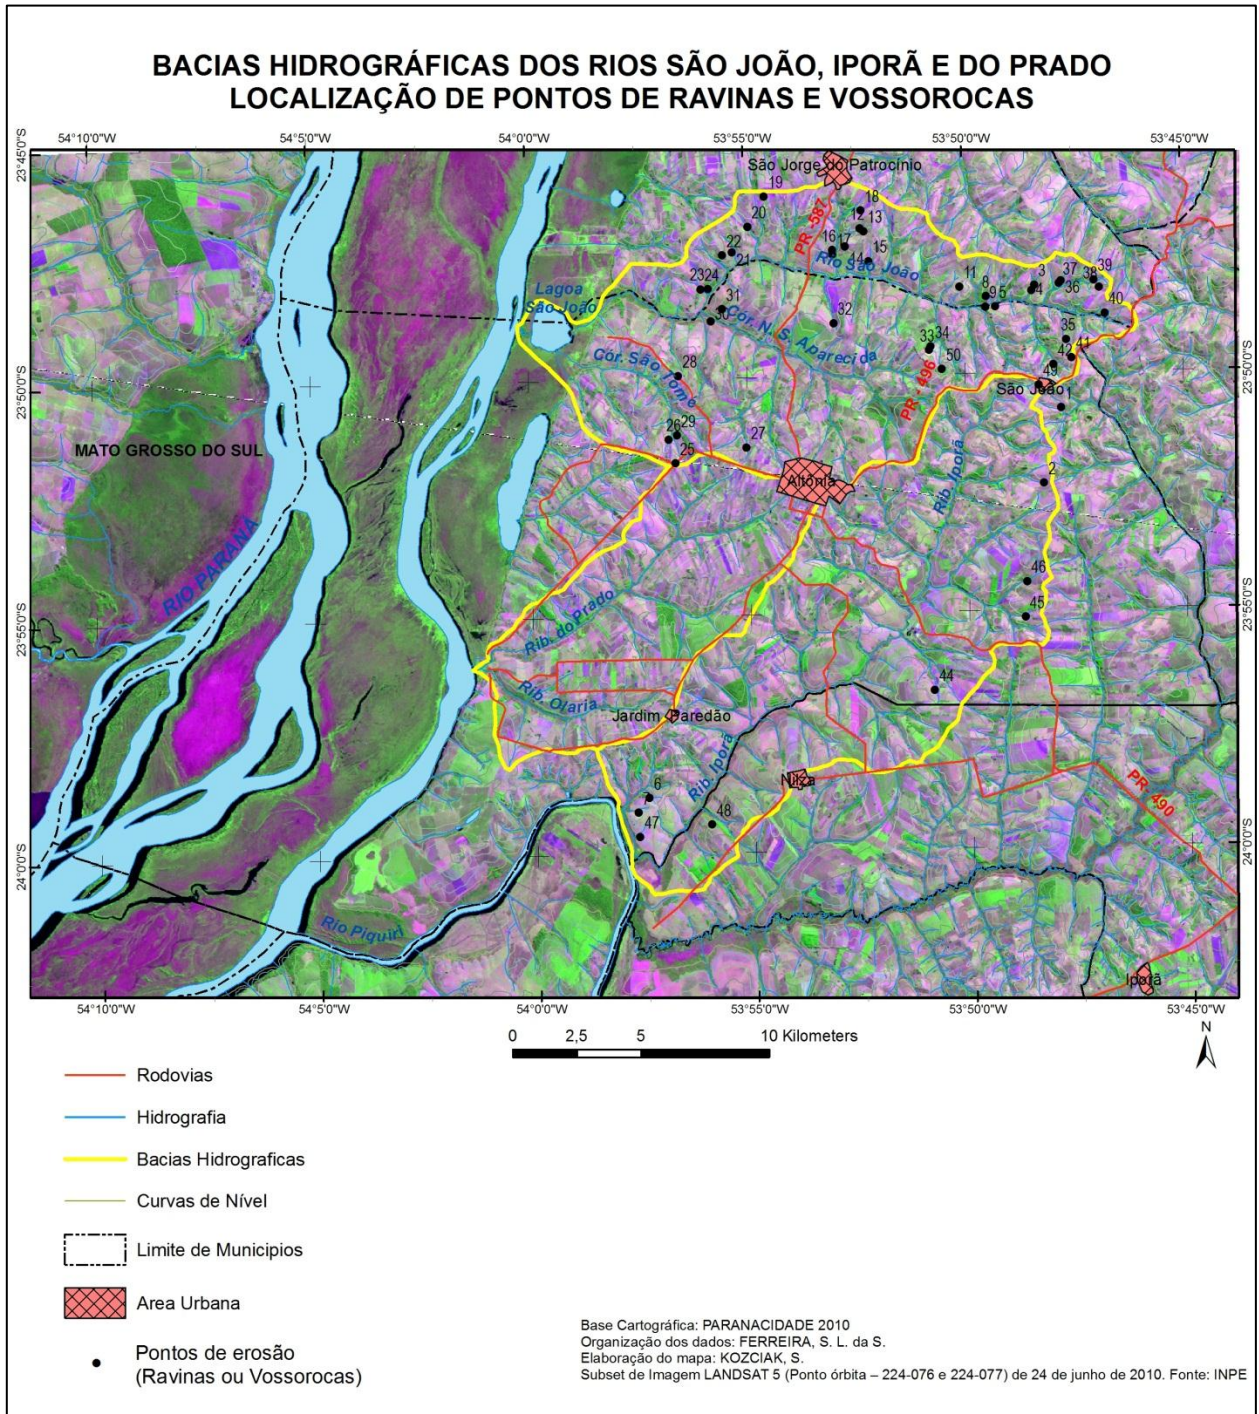 BACIAS HIDROGRÁFICAS DOS RIOS SÃO JOÃO, IPORÃ E DO PRADO
LOCALIZAÇÃO DE PONTOS DE RAVINAS E VOSSOROCAS
54°10'0"W 54°5'0"W 54°0'0"W 53°55'0"W 53°50'0"W 53°45'0"W
23°45'0"S
São Jorge do Patrocínio
19
18
20
PR -587
12
13
16
17
14
15
22
21
Rio São João
23
24
11
8
9
5
3
4
37
36
38
39
40
Lagoa
São João
31
30
32
Cór. N. S. Aparecida
33
34
50
35
41
42
Cór. São Tomé
28
PR 496
49
São João
1
23°50'0"S
23°50'0"S
MATO GROSSO DO SUL
26
29
25
27
Altônia
2
Rib. Iporã
RIO PARANÁ
46
45
23°55'0"S
23°55'0"S
Rib. do Prado
44
Rib. Olaria
Jardim Paredão
Rib. Iporã
Nilza
PR 490
6
7
47
48
24°0'0"S
24°0'0"S
Rio Piquiri
Iporã
54°10'0"W 54°5'0"W 54°0'0"W 53°55'0"W 53°50'0"W 53°45'0"W
0 2,5 5 10 Kilometers
N
Rodovias
Hidrografia
Bacias Hidrograficas
Curvas de Nível
Limite de Municipios
Area Urbana
Pontos de erosão
(Ravinas ou Vossorocas)
Base Cartográfica: PARANACIDADE 2010
Organização dos dados: FERREIRA, S. L. da S.
Elaboração do mapa: KOZCIAK, S.
Subset de Imagem LANDSAT 5 (Ponto órbita – 224-076 e 224-077) de 24 de junho de 2010. Fonte: INPE